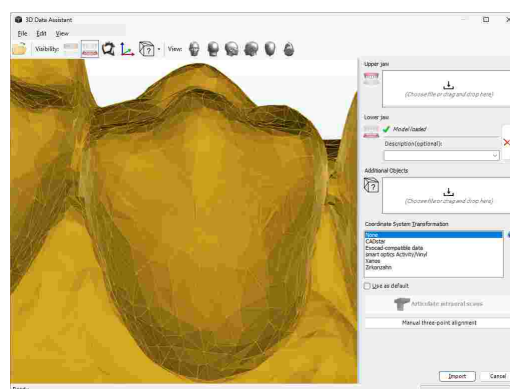 3D Data Assistant
File Edit View
Visibility: View:
Upper jaw
(Choose file or drag and drop here)
Lower jaw
Model loaded
Description(optional):
Additional Objects
(Choose file or drag and drop here)
Coordinate System Transformation
None
CADstar
Exocad-compatible data
smart optics Activity/Vinyl
Xanos
Zirkonzahn
Use as default
Articulate intraoral scans
Manual three-point alignment
Import Cancel
Ready